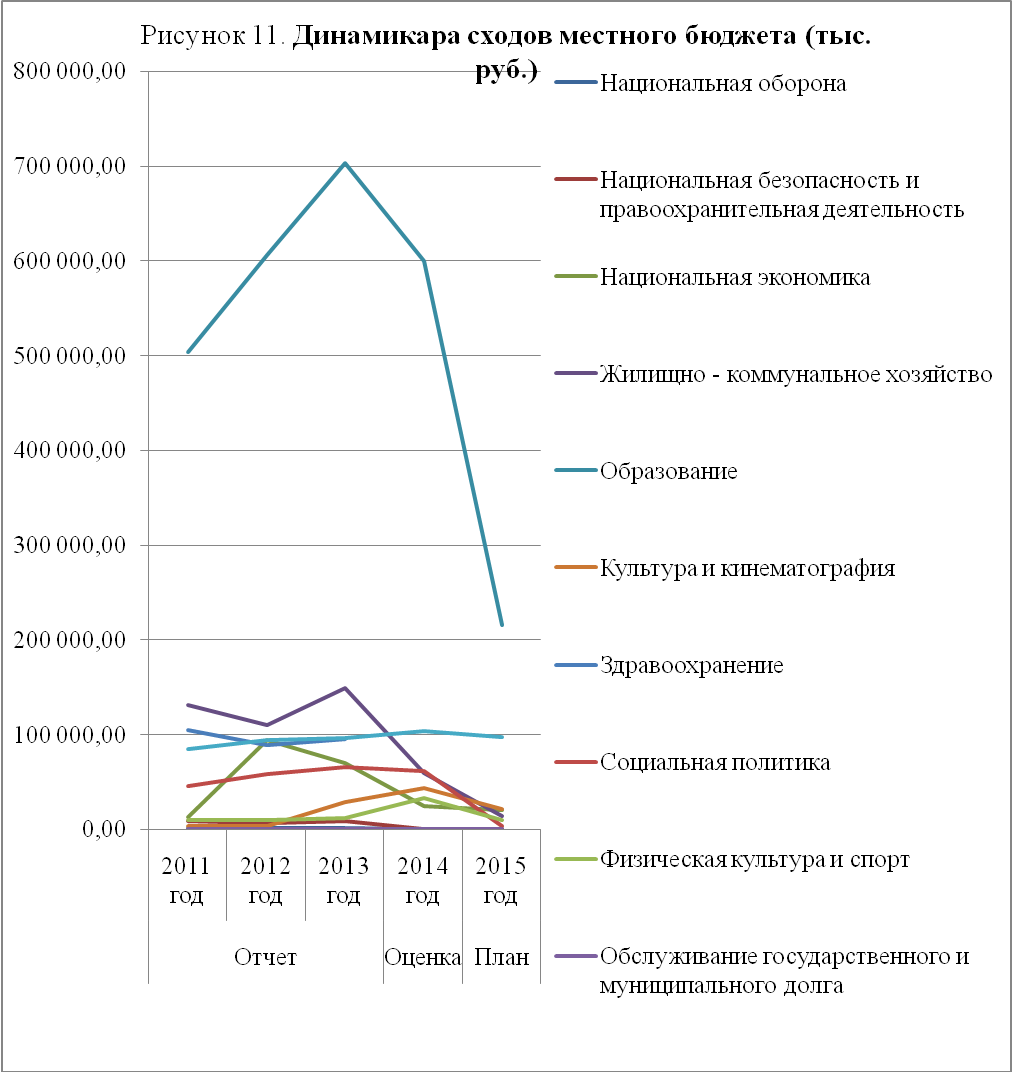 Рисунок 11. Динамикара сходов местного бюджета (тыс.
руб.)
800 000,00
700 000,00
600 000,00
500 000,00
400 000,00
300 000,00
200 000,00
100 000,00
0,00
2011
год
2012
год
2013
год
2014
год
2015
год
Отчет
Оценка
План
Национальная оборона
Национальная безопасность и
правоохранительная деятельность
Национальная экономика
Жилищно - коммунальное хозяйство
Образование
Культура и кинематография
Здравоохранение
Социальная политика
Физическая культура и спорт
Обслуживание государственного и
муниципального долга